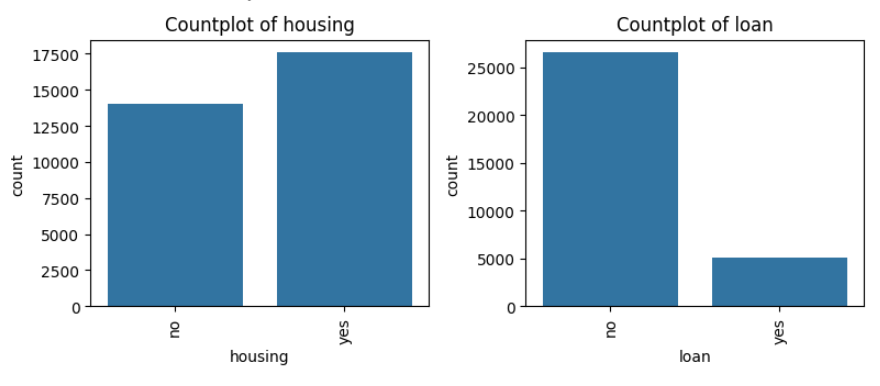 Countplot of housing
17500
15000
12500
10000
7500
5000
2500
0
count
no
yes
housing
Countplot of loan
25000
20000
15000
10000
5000
0
count
no
yes
loan